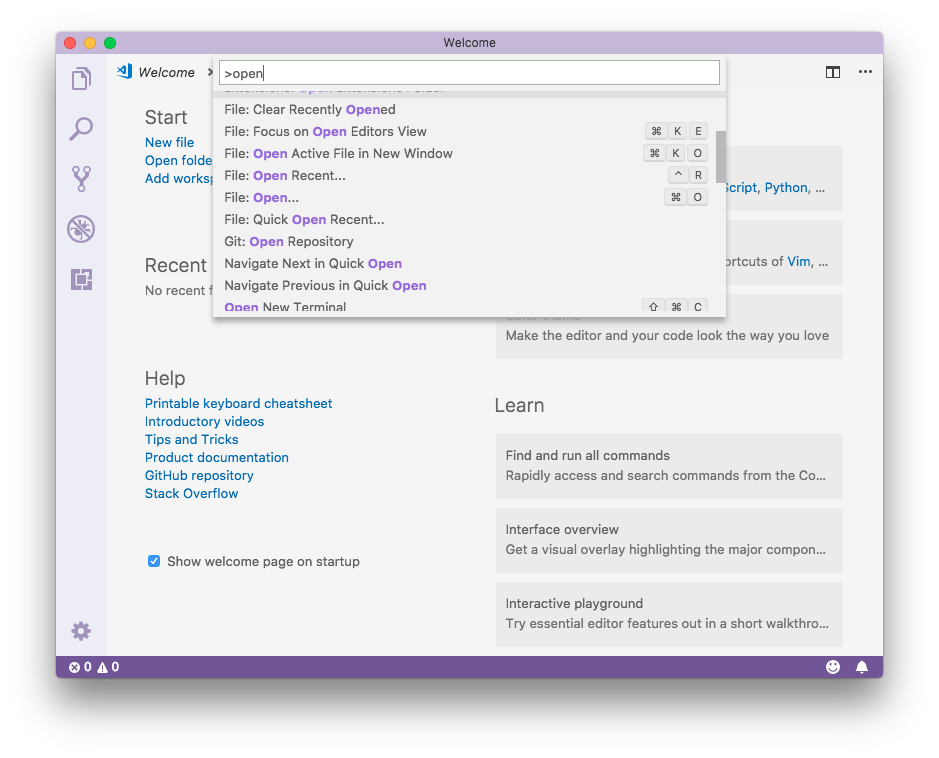 Welcome
Welcome
>open
Extensions: Open Extensions Folder
File: Clear Recently Opened
File: Focus on Open Editors View ⌘ K E
File: Open Active File in New Window ⌘ K O
File: Open Recent... ^ R
File: Open... ⌘ O
File: Quick Open Recent...
Git: Open Repository
Navigate Next in Quick Open
Navigate Previous in Quick Open
Open New Terminal ⇧ ⌘ C
Start
New file
Open folde
Add worksp
Recent
No recent f
Help
Printable keyboard cheatsheet
Introductory videos
Tips and Tricks
Product documentation
GitHub repository
Stack Overflow
Show welcome page on startup
Script, Python, ...
ortcuts of Vim, ...
Color theme
Make the editor and your code look the way you love
Learn
Find and run all commands
Rapidly access and search commands from the Co...
Interface overview
Get a visual overlay highlighting the major compon...
Interactive playground
Try essential editor features out in a short walkthro...
0 0